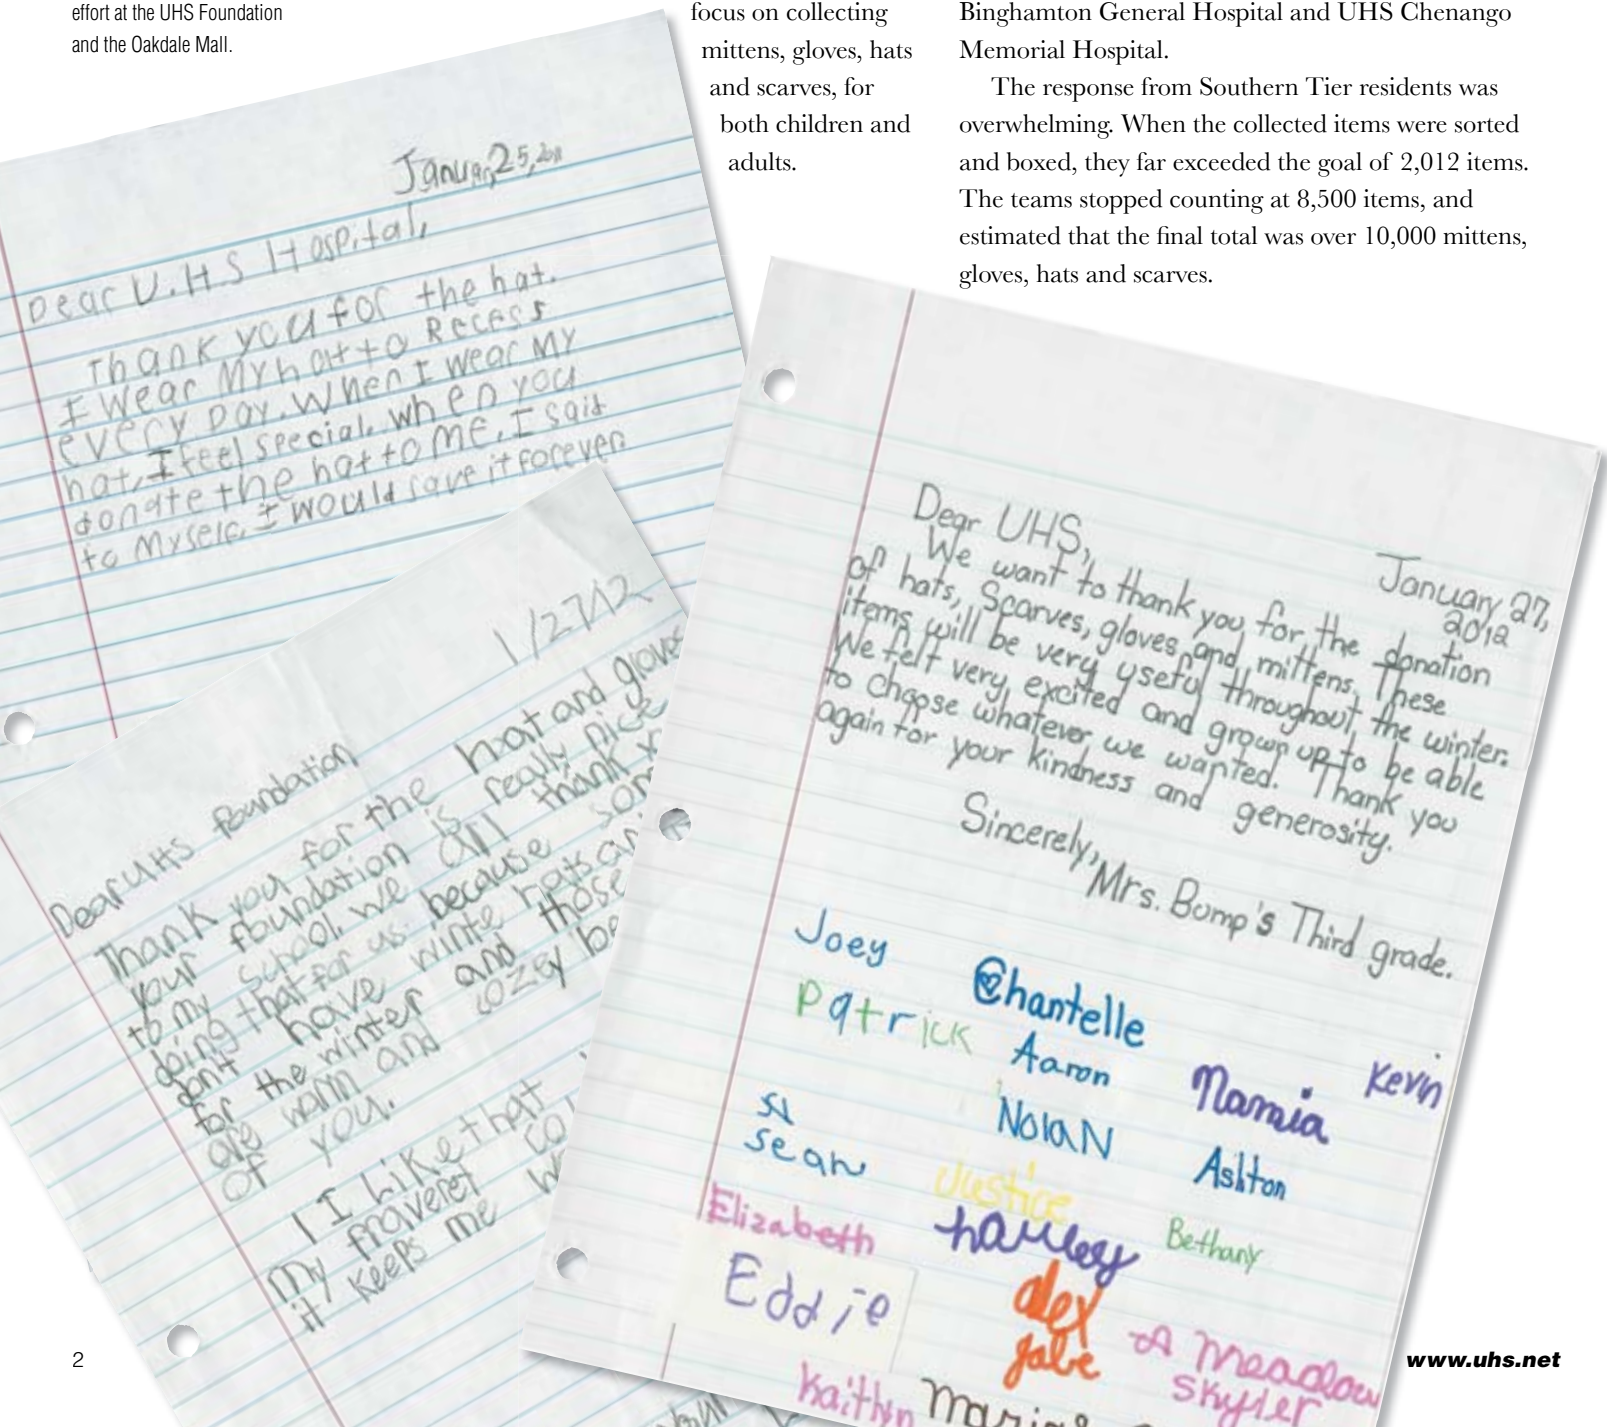 effort at the UHS Foundation
and the Oakdale Mall.
focus on collecting
mittens, gloves, hats
and scarves, for
both children and
adults.
Binghamton General Hospital and UHS Chenango
Memorial Hospital.
The response from Southern Tier residents was
overwhelming. When the collected items were sorted
and boxed, they far exceeded the goal of 2,012 items.
The teams stopped counting at 8,500 items, and
estimated that the final total was over 10,000 mittens,
gloves, hats and scarves.
January 25,
Dear U.H.S Hospital,
Thank you for the hat.
I wear My hat to Recess
every Day. When I wear My
hat, I feel special. when you
donate the hat to ME, I said
to Myself, I would save it forever.
1/27/12
Dear UHS foundation
Thank you for the hat and gloves
your foundation is really nice
to my school. we all thank
doing that for us because
don't have winte hats
for the winter and those
are warm and cozey
of you.
I Like that
my fraveret
it keeps me
January 27,
2012
Dear UHS,
We want to thank you for the donation
of hats, Scarves, gloves, and mittens. These
items will be very useful throughout the winter.
We felt very excited and grown up to be able
to choose whatever we wanted. Thank you
again for your kindness and generosity.
Sincerely,
Mrs. Bump's Third grade.
Joey
Chantelle
Patrick
Aaron
Kevin
Namia
Nolan
Sean
Ashton
Justice
Elizabeth
harley
Bethany
Eddie
alex
gabe
Meadow
Skyler
Kaitlyn
2
www.uhs.net